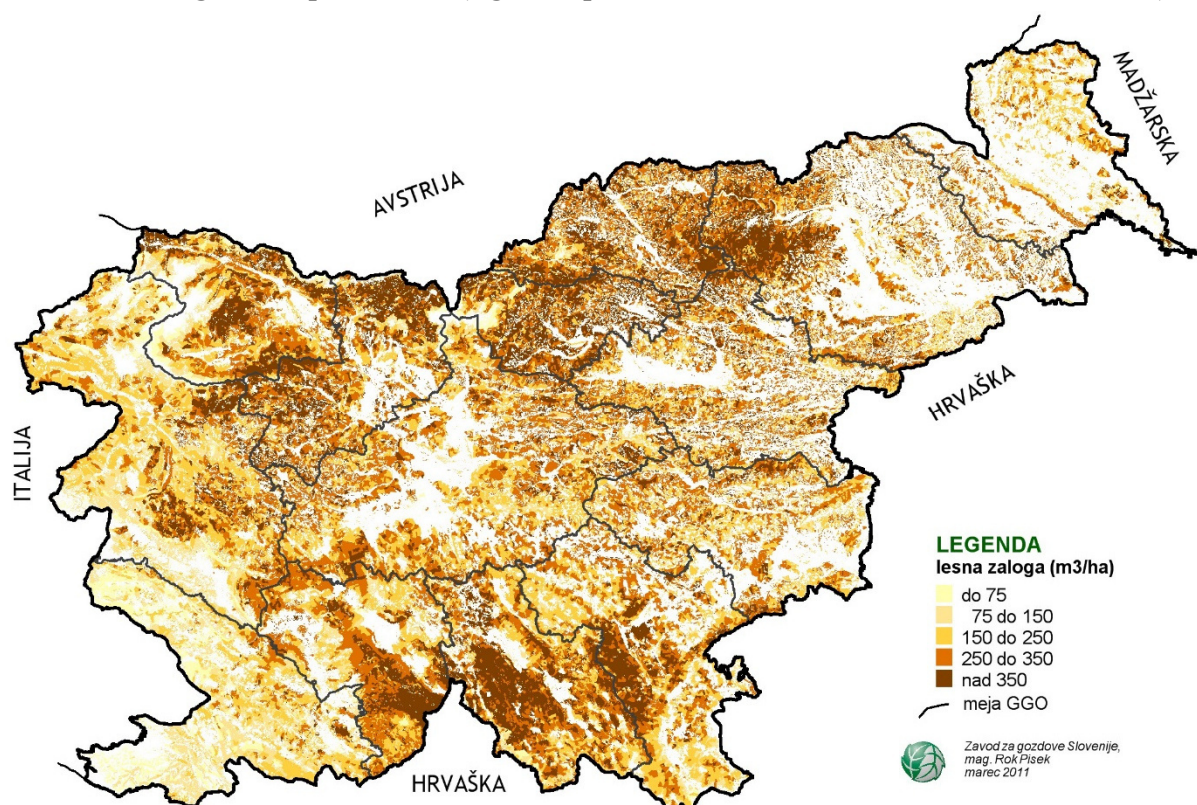 MADŽARSKA
AVSTRIJA
HRVAŠKA
ITALIJA
LEGENDA
lesna zaloga (m3/ha)
do 75
75 do 150
150 do 250
250 do 350
nad 350
meja GGO
Zavod za gozdove Slovenije,
mag. Rok Pisek
marec 2011
HRVAŠKA